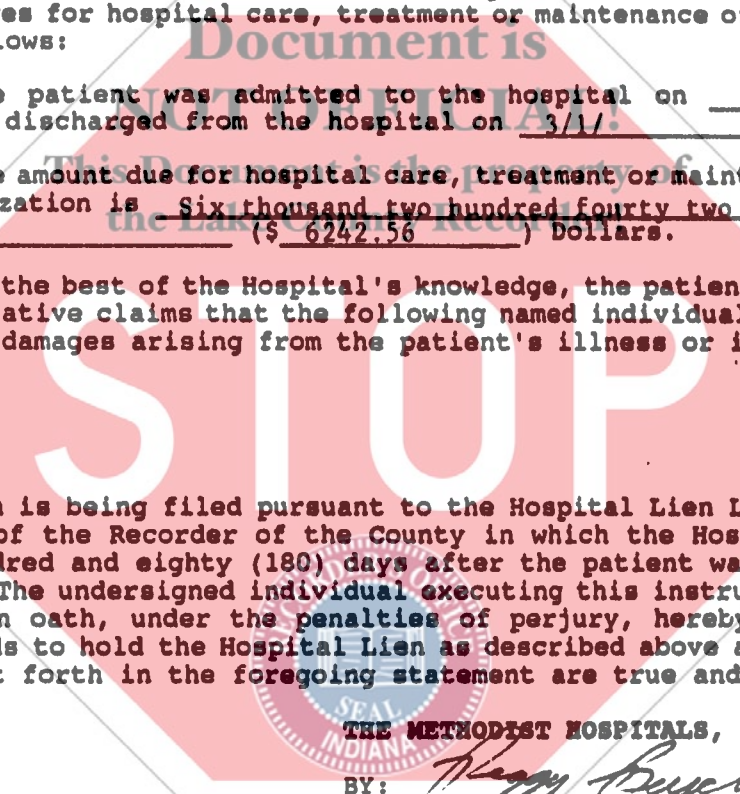 es for hospital care, treatment or maintenance o
lows:
Document is
NOT OFFICIAL!
This Document is the property of
the Lake County Recorder!
patient was admitted to the hospital on
discharged from the hospital on 3/1/
amount due for hospital care, treatment or maint
zation is Six thousand two hundred fourty two
($ 6242.56 ) Dollars.
the best of the Hospital's knowledge, the patien
ative claims that the following named individual
damages arising from the patient's illness or i
STOP
n is being filed pursuant to the Hospital Lien L
of the Recorder of the County in which the Hos
dred and eighty (180) days after the patient wa
The undersigned individual executing this instru
n oath, under the penalties of perjury, hereby
ds to hold the Hospital Lien as described above a
t forth in the foregoing statement are true and
SEAL
INDIANA
THE METHODIST HOSPITALS,
BY: